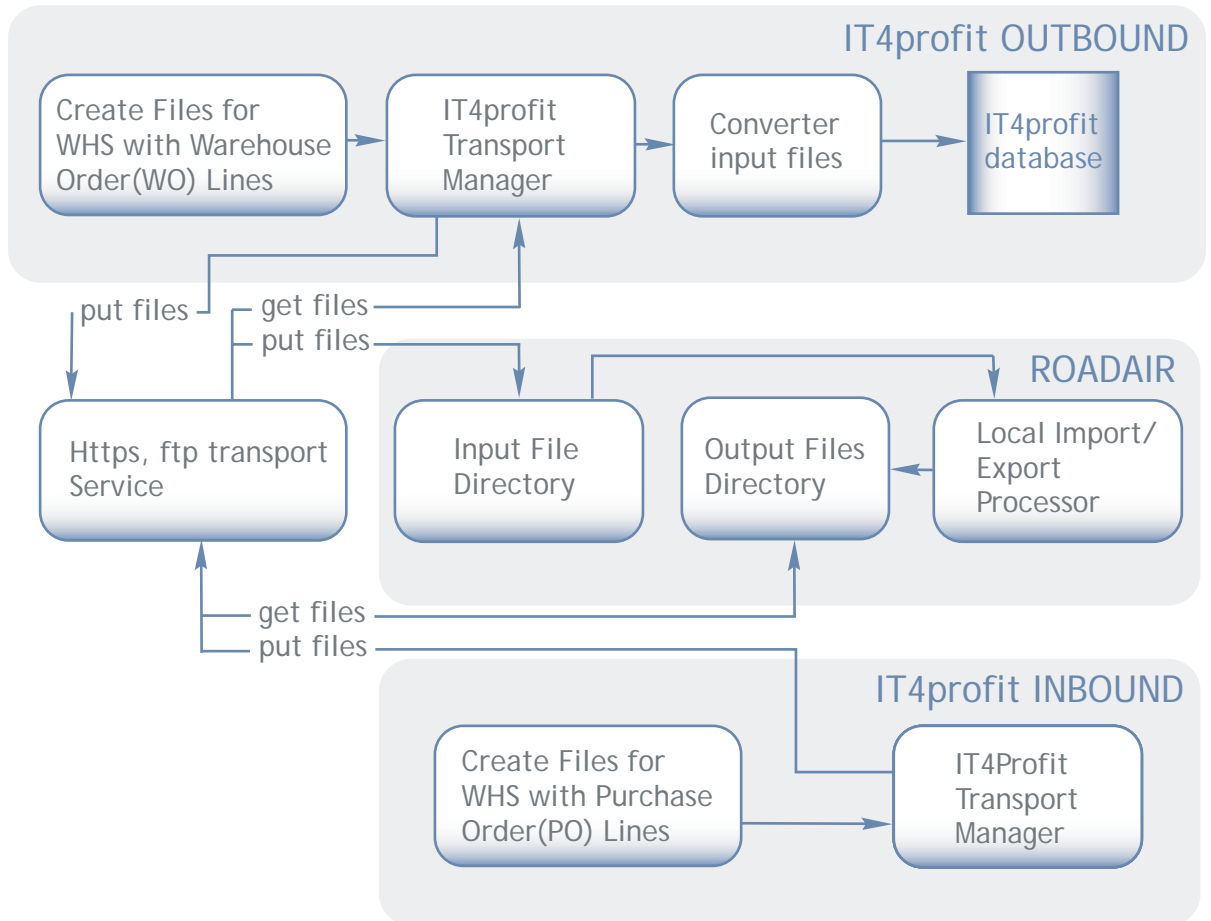 IT4profit OUTBOUND
Create Files for
WHS with Warehouse
Order(WO) Lines
IT4profit
Transport
Manager
Converter
input files
IT4profit
database
put files
get files
put files
ROADAIR
Https, ftp transport
Service
Input File
Directory
Output Files
Directory
Local Import/
Export
Processor
get files
put files
IT4profit INBOUND
Create Files for
WHS with Purchase
Order(PO) Lines
IT4Profit
Transport
Manager